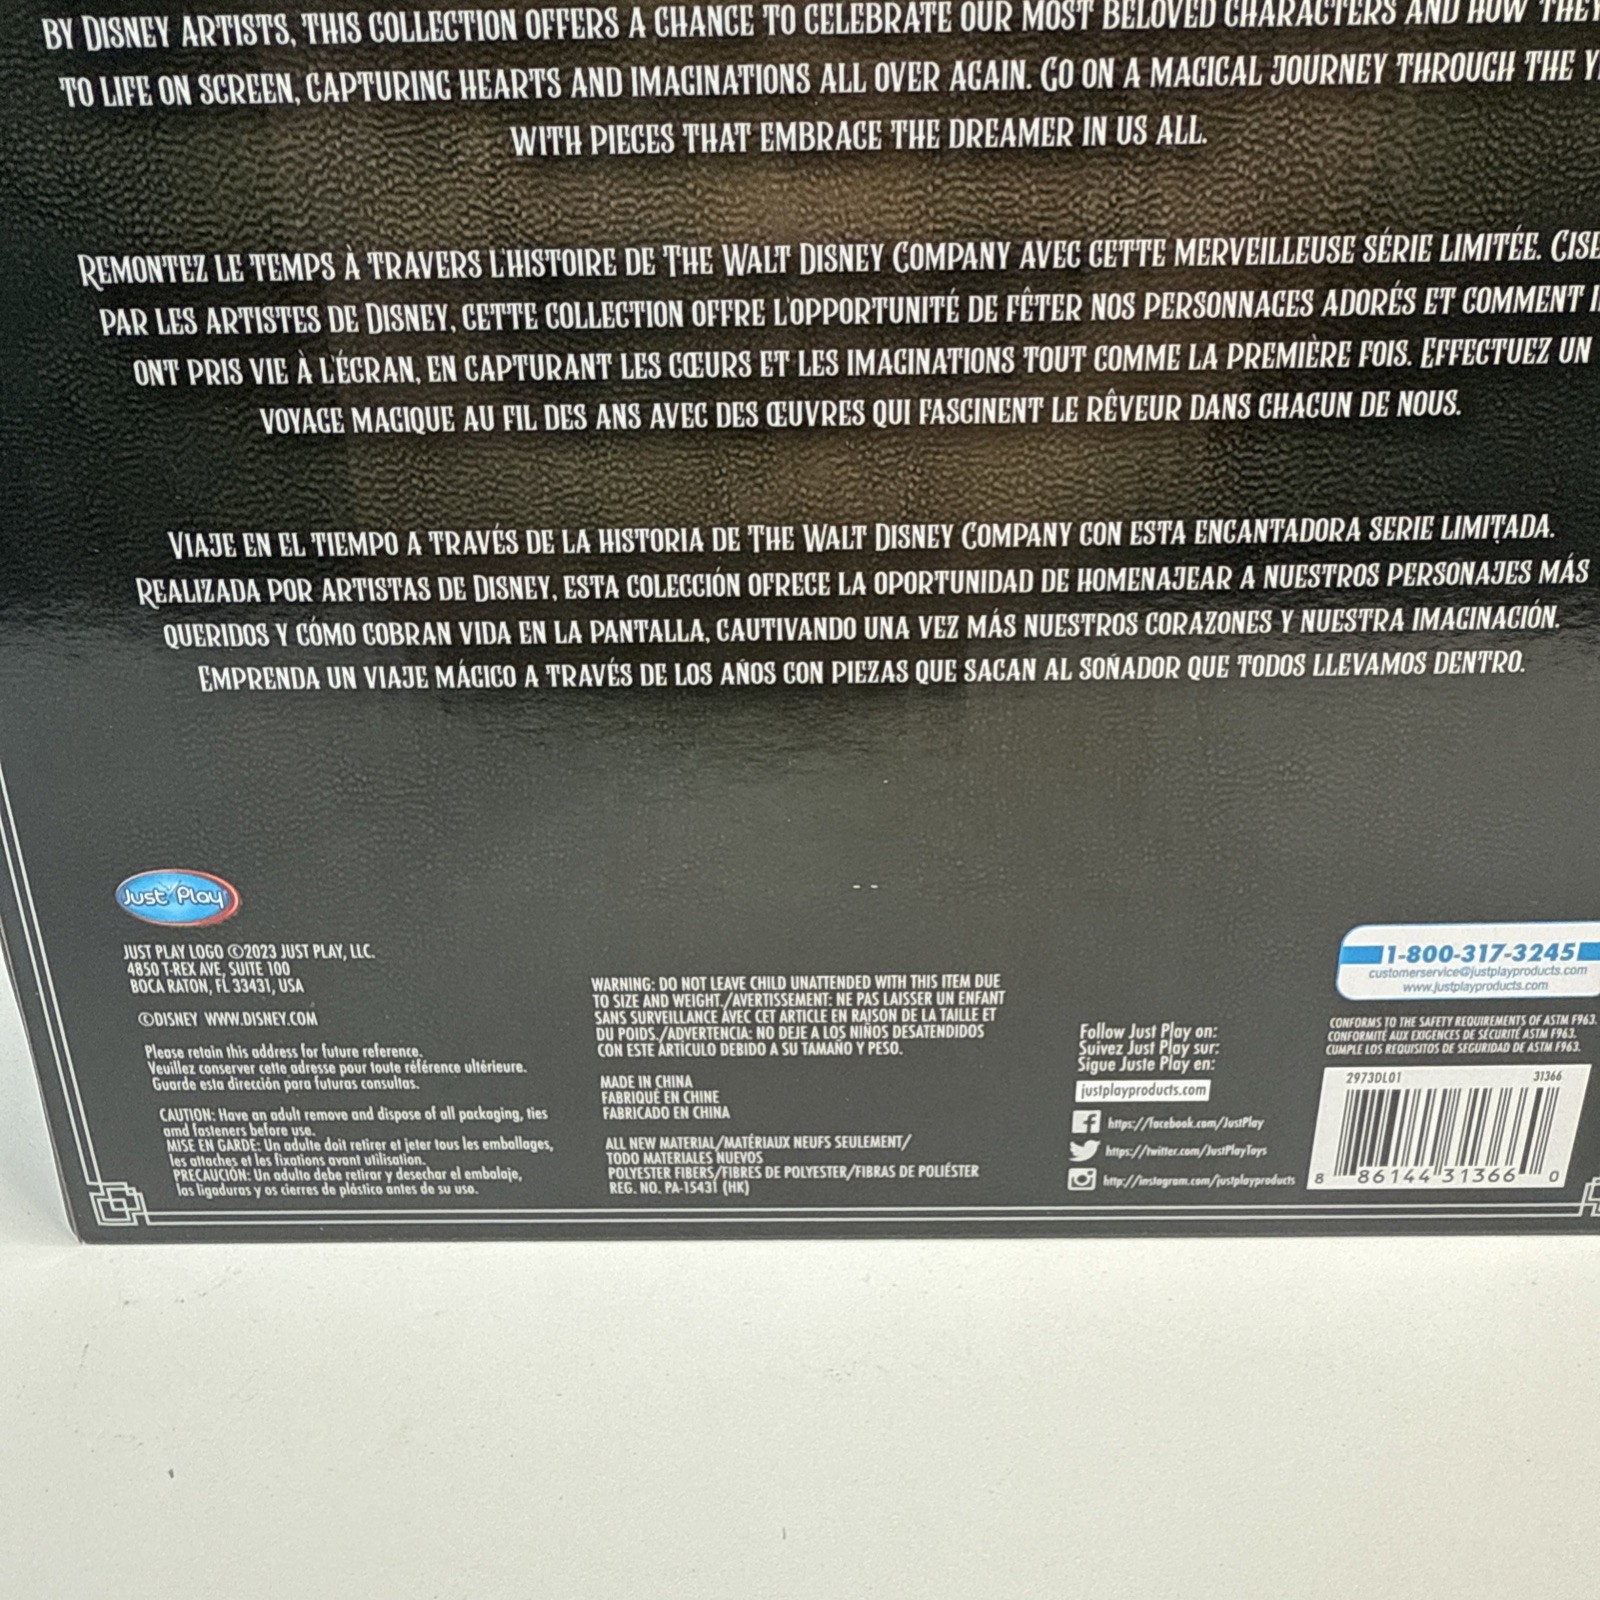 BY DISNEY ARTISTS, THIS COLLECTION OFFERS A CHANCE TO CELEBRATE OUR MOST BELOVED CHARACTERS AND HOW THEY
TO LIFE ON SCREEN, CAPTURING HEARTS AND IMAGINATIONS ALL OVER AGAIN. GO ON A MAGICAL JOURNEY THROUGH THE
WITH PIECES THAT EMBRACE THE DREAMER IN US ALL.
REMONTEZ LE TEMPS À TRAVERS L'HISTOIRE DE THE WALT DISNEY COMPANY AVEC CETTE MERVEILLEUSE SÉRIE LIMITÉE.
PAR LES ARTISTES DE DISNEY, CETTE COLLECTION OFFRE L'OPPORTUNITÉ DE FÊTER NOS PERSONNAGES ADORÉS ET COMMENT
ONT PRIS VIE À L'ÉCRAN, EN CAPTURANT LES CŒURS ET LES IMAGINATIONS TOUT COMME LA PREMIÈRE FOIS. EFFECTUEZ UN
VOYAGE MAGIQUE AU FIL DES ANS AVEC DES ŒUVRES QUI FASCINENT LE RÊVEUR DANS CHACUN DE NOUS.
VIAJE EN EL TIEMPO A TRAVÉS DE LA HISTORIA DE THE WALT DISNEY COMPANY CON ESTA ENCANTADORA SERIE LIMITADA.
REALIZADA POR ARTISTAS DE DISNEY, ESTA COLECCIÓN OFRECE LA OPORTUNIDAD DE HOMENAJEAR A NUESTROS PERSONAJES MÁS
QUERIDOS Y CÓMO COBRAN VIDA EN LA PANTALLA, CAUTIVANDO UNA VEZ MÁS NUESTROS CORAZONES Y NUESTRA IMAGINACIÓN.
EMPRENDA UN VIAJE MÁGICO A TRAVÉS DE LOS AÑOS CON PIEZAS QUE SACAN AL SOÑADOR QUE TODOS LLEVAMOS DENTRO.
Just Play
JUST PLAY LOGO ©2023 JUST PLAY, LLC.
4850 T-REX AVE, SUITE 100
BOCA RATON, FL 33431, USA
©DISNEY WWW.DISNEY.COM
Please retain this address for future reference.
Veuillez conserver cette adresse pour toute référence ultérieure.
Guarde esta dirección para futuras consultas.
CAUTION: Have an adult remove and dispose of all packaging, ties
amd fasteners before use.
MISE EN GARDE: Un adulte doit retirer et jeter tous les emballages,
les attaches et les fixations avant utilisation.
PRECAUCIÓN: Un adulto debe retirar y desechar el embalaje,
las ligaduras y os cierres de plástico antes de su uso.
WARNING: DO NOT LEAVE CHILD UNATTENDED WITH THIS ITEM DUE
TO SIZE AND WEIGHT./AVERTISSEMENT: NE PAS LAISSER UN ENFANT
SANS SURVEILLANCE AVEC CET ARTICLE EN RAISON DE LA TAILLE ET
DU POIDS./ADVERTENCIA: NO DEJE A LOS NIÑOS DESATENDIDOS
CON ESTE ARTÍCULO DEBIDO A SU TAMAÑO Y PESO.
MADE IN CHINA
FABRIQUÉ EN CHINE
FABRICADO EN CHINA
ALL NEW MATERIAL/MATÉRIAUX NEUFS SEULEMENT/
TODO MATERIALES NUEVOS
POLYESTER FIBERS/FIBRES DE POLYESTER/FIBRAS DE POLIÉSTER
REG. NO. PA-15431 (HK)
Follow Just Play on:
Suivez Just Play sur:
Sigue Juste Play en:
justplayproducts.com
https://facebook.com/JustPlay
https://twitter.com/JustPlayToys
http://instagram.com/justplayproducts
1-800-317-3245
customerservice@justplayproducts.com
www.justplayproducts.com
CONFORMS TO THE SAFETY REQUIREMENTS OF ASTM F963.
CONFORMITÉ AUX EXIGENCES DE SÉCURITÉ ASTM F963.
CUMPLE LOS REQUISITOS DE SEGURIDAD DE ASTM F963.
2973DL01 31366
8 86144 31366 0